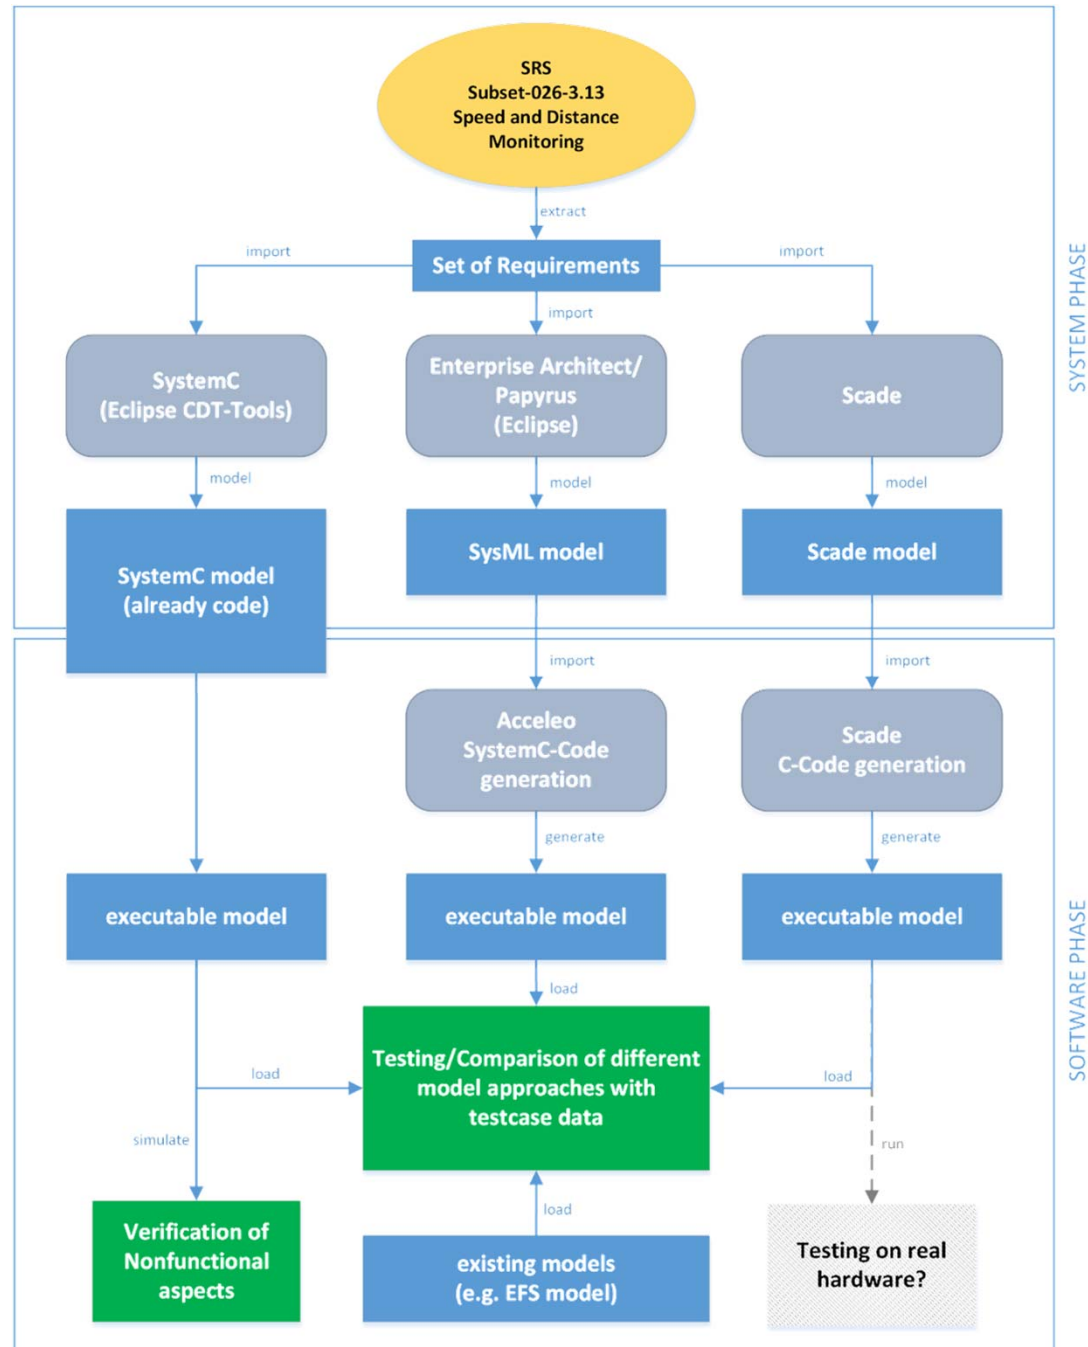 SRS
Subset-026-3.13
Speed and Distance
Monitoring
extract
import
Set of Requirements
import
import
SystemC
(Eclipse CDT-Tools)
Enterprise Architect/
Papyrus
(Eclipse)
Scade
model
model
model
SystemC model
(already code)
SysML model
Scade model
SYSTEM PHASE
import
import
Acceleo
SystemC-Code
generation
Scade
C-Code generation
generate
generate
executable model
executable model
executable model
load
Testing/Comparison of different
model approaches with
testcase data
load
load
simulate
run
load
Verification of
Nonfunctional
aspects
existing models
(e.g. EFS model)
Testing on real
hardware?
SOFTWARE PHASE